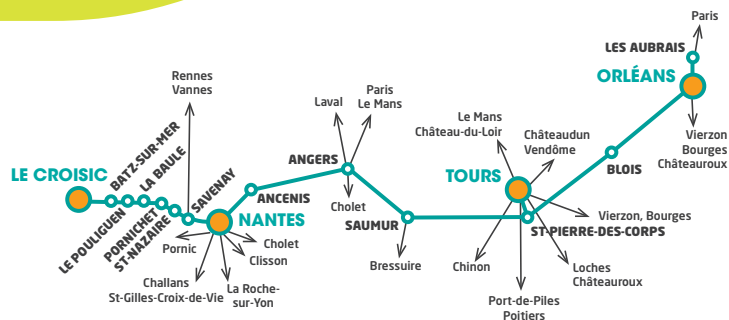 Paris
LES AUBRAIS
ORLÉANS
Vierzon
Bourges
Châteauroux
Rennes
Vannes
Laval
Paris
Le Mans
Le Mans
Château-du-Loir
Châteaudun
Vendôme
BLOIS
LE CROISIC
BATZ-SUR-MER
LE POULIGUEN
LA BAULE
PORNICHET
ST-NAZAIRE
SAVENAY
NANTES
ANCENIS
ANGERS
Cholet
SAUMUR
TOURS
ST-PIERRE-DES-CORPS
Vierzon, Bourges
Pornic
Cholet
Clisson
Challans
St-Gilles-Croix-de-Vie
La Roche-
sur-Yon
Bressuire
Chinon
Loches
Châteauroux
Port-de-Piles
Poitiers